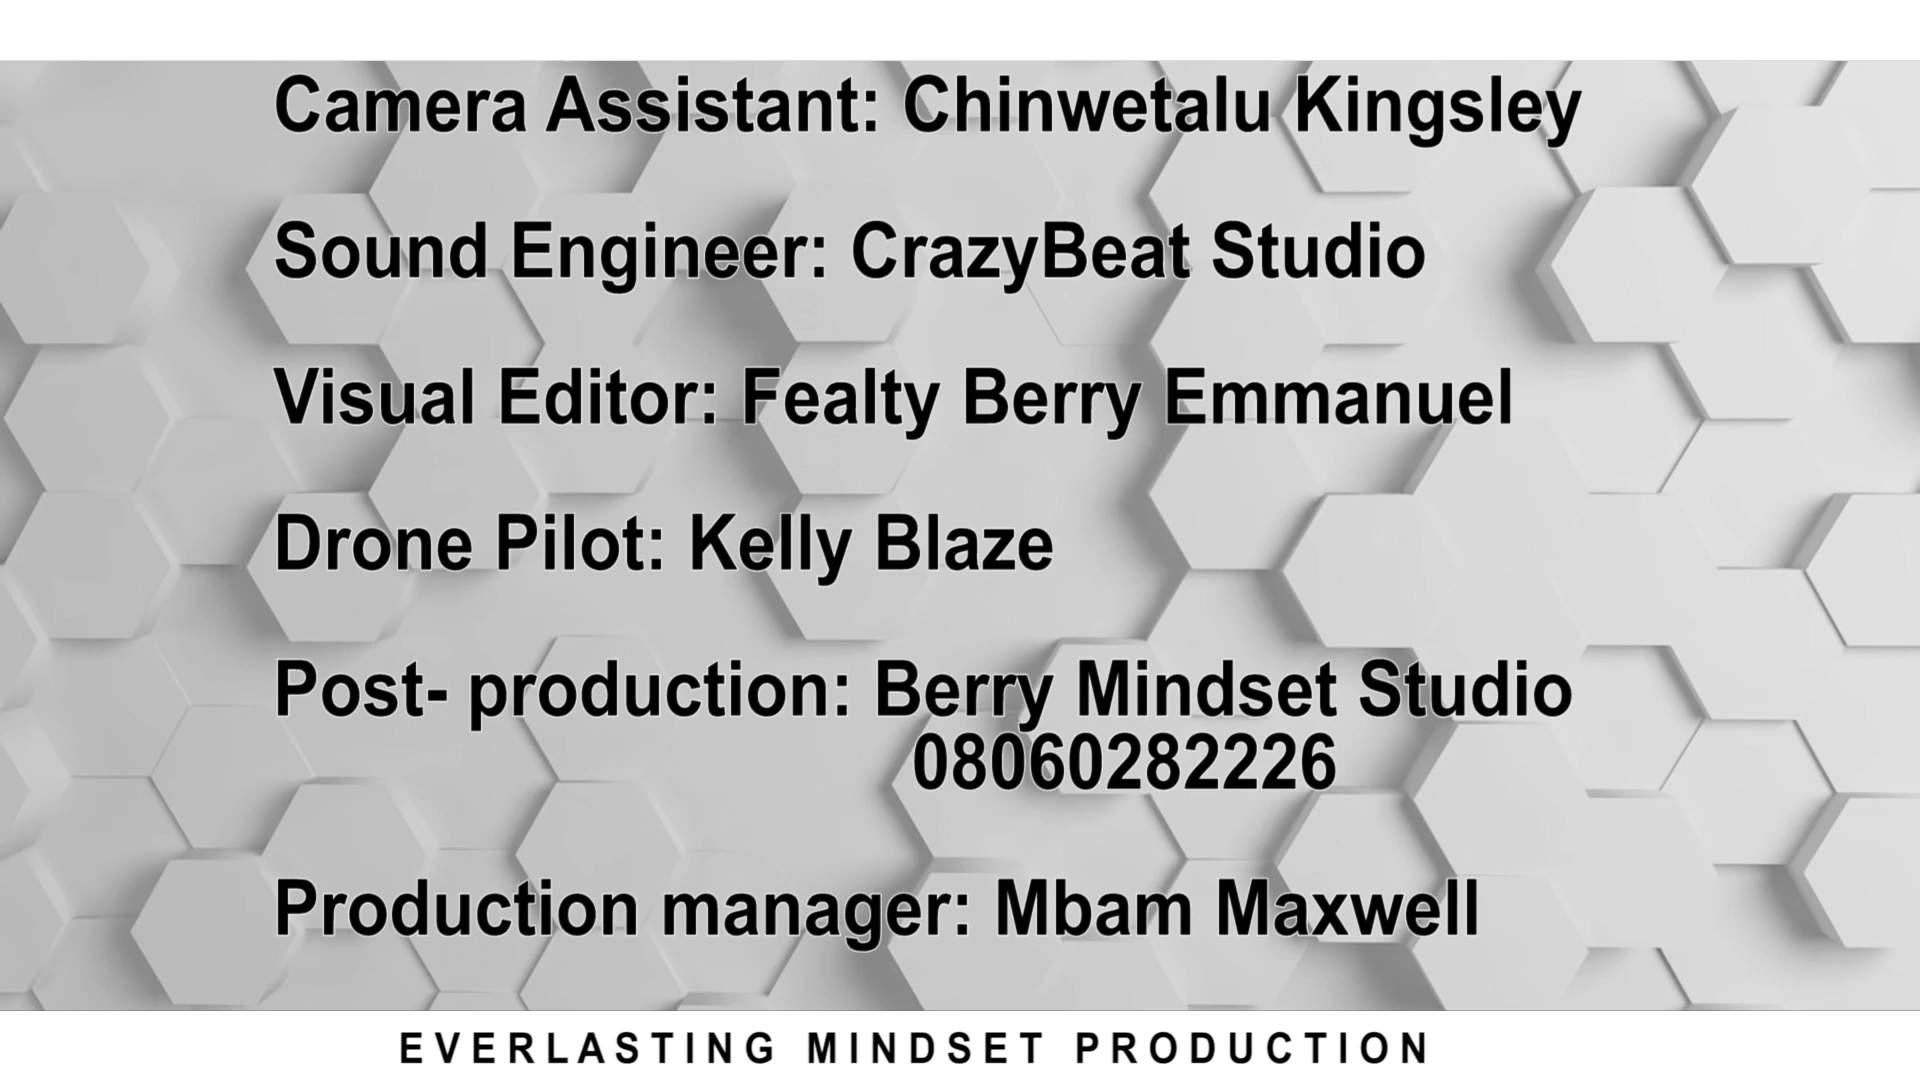 Camera Assistant: Chinwetalu Kingsley
Sound Engineer: CrazyBeat Studio
Visual Editor: Fealty Berry Emmanuel
Drone Pilot: Kelly Blaze
Post- production: Berry Mindset Studio
08060282226
Production manager: Mbam Maxwell
EVERLASTING MINDSET PRODUCTION